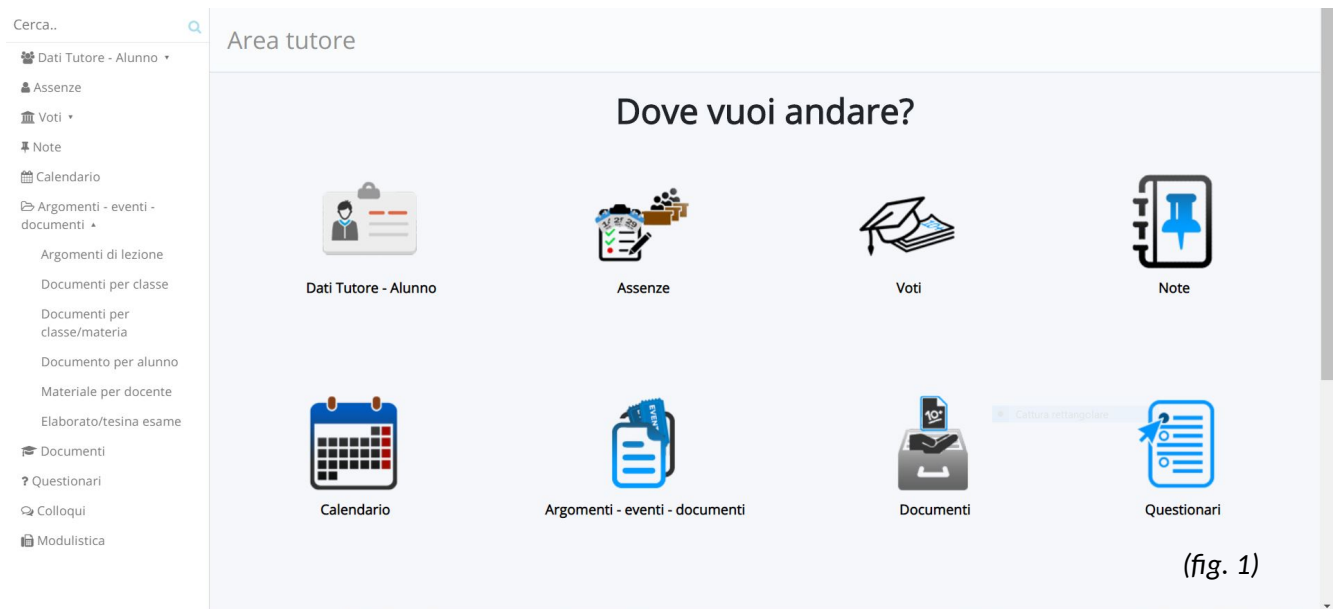 Cerca..
Dati Tutore - Alunno
Assenze
Voti
Note
Calendario
Argomenti - eventi -
documenti
Argomenti di lezione
Documenti per classe
Documenti per
classe/materia
Documento per alunno
Materiale per docente
Elaborato/tesina esame
Documenti
? Questionari
Colloqui
Modulistica
Area tutore
Dove vuoi andare?
Dati Tutore - Alunno
Assenze
Voti
Note
Cattura rettangolare
Calendario
Argomenti - eventi - documenti
Documenti
Questionari
(fig. 1)